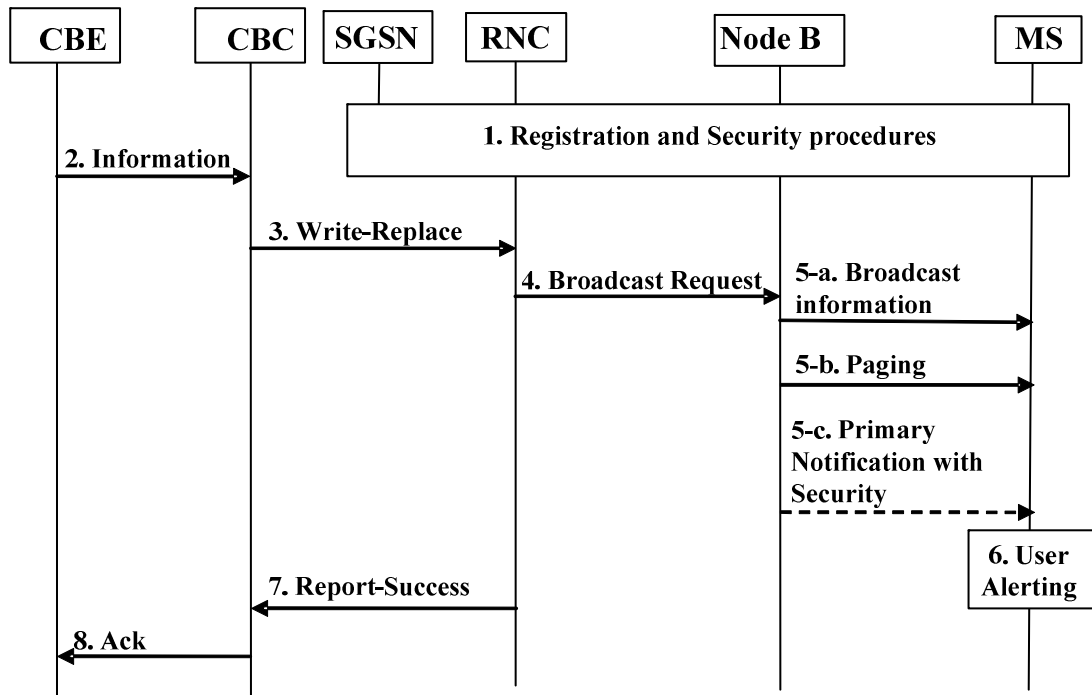 CBE
CBC
SGSN
RNC
Node B
MS
1. Registration and Security procedures
2. Information
3. Write-Replace
4. Broadcast Request
5-a. Broadcast
information
5-b. Paging
5-c. Primary
Notification with
Security
6. User
Alerting
7. Report-Success
8. Ack